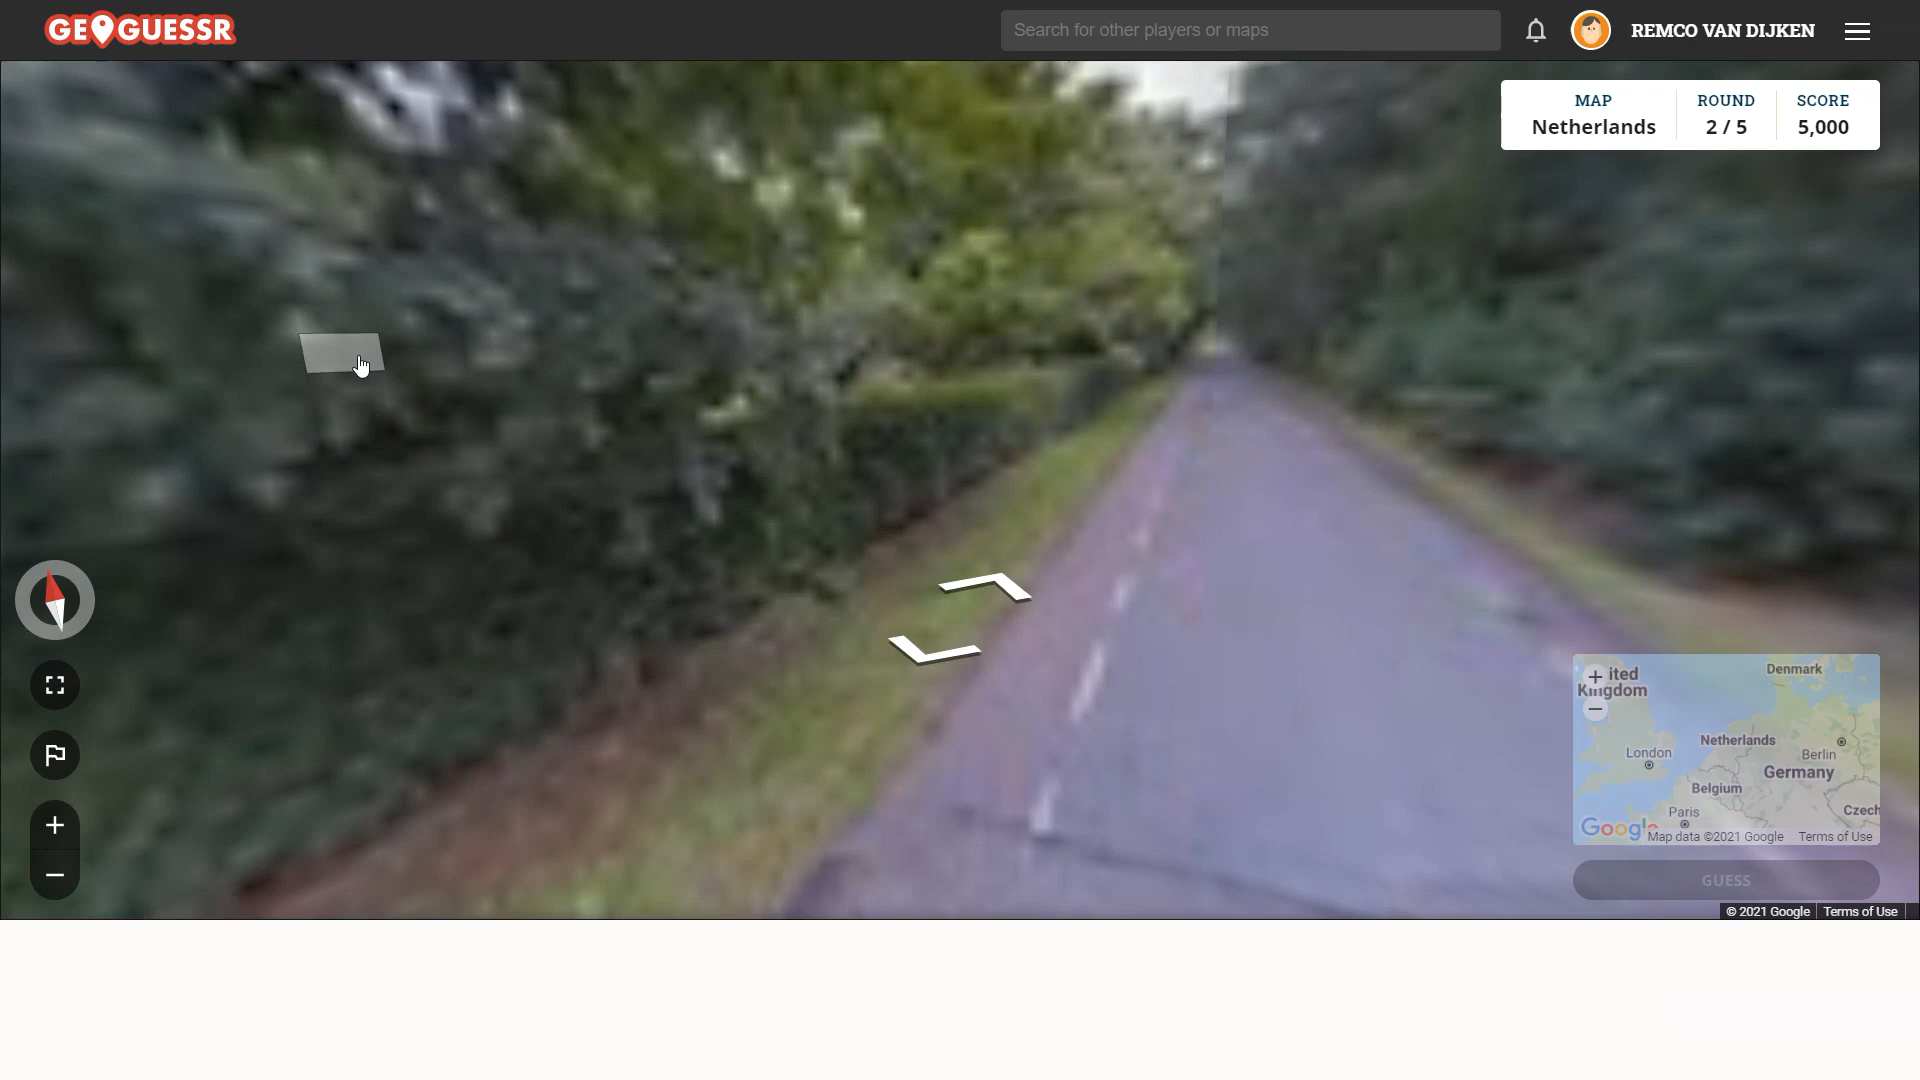 GEOGUESSR
Search for other players or maps
REMCO VAN DIJKEN
MAP
Netherlands
ROUND
2 / 5
SCORE
5,000
ited
Kingdom
Denmark
London
Netherlands
Berlin
Germany
Belgium
Paris
Czech
Google
Map data ©2021 Google
Terms of Use
GUESS
© 2021 Google
Terms of Use